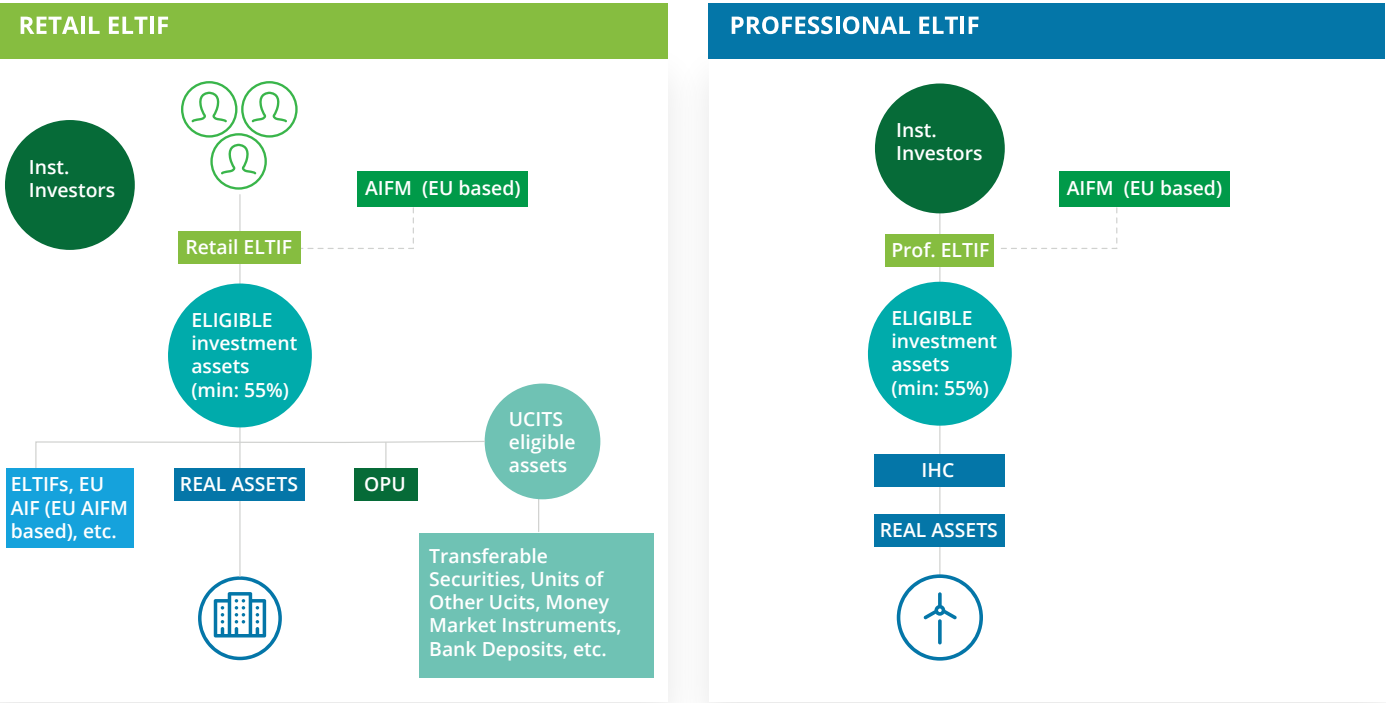 RETAIL ELTIF
Inst.
Investors
AIFM (EU based)
Retail ELTIF
ELIGIBLE
investment
assets
(min: 55%)
UCITS
eligible
assets
ELTIFs, EU
AIF (EU AIFM
based), etc.
REAL ASSETS
OPU
Transferable
Securities, Units of
Other Ucits, Money
Market Instruments,
Bank Deposits, etc.
PROFESSIONAL ELTIF
Inst.
Investors
AIFM (EU based)
Prof. ELTIF
ELIGIBLE
investment
assets
(min: 55%)
IHC
REAL ASSETS